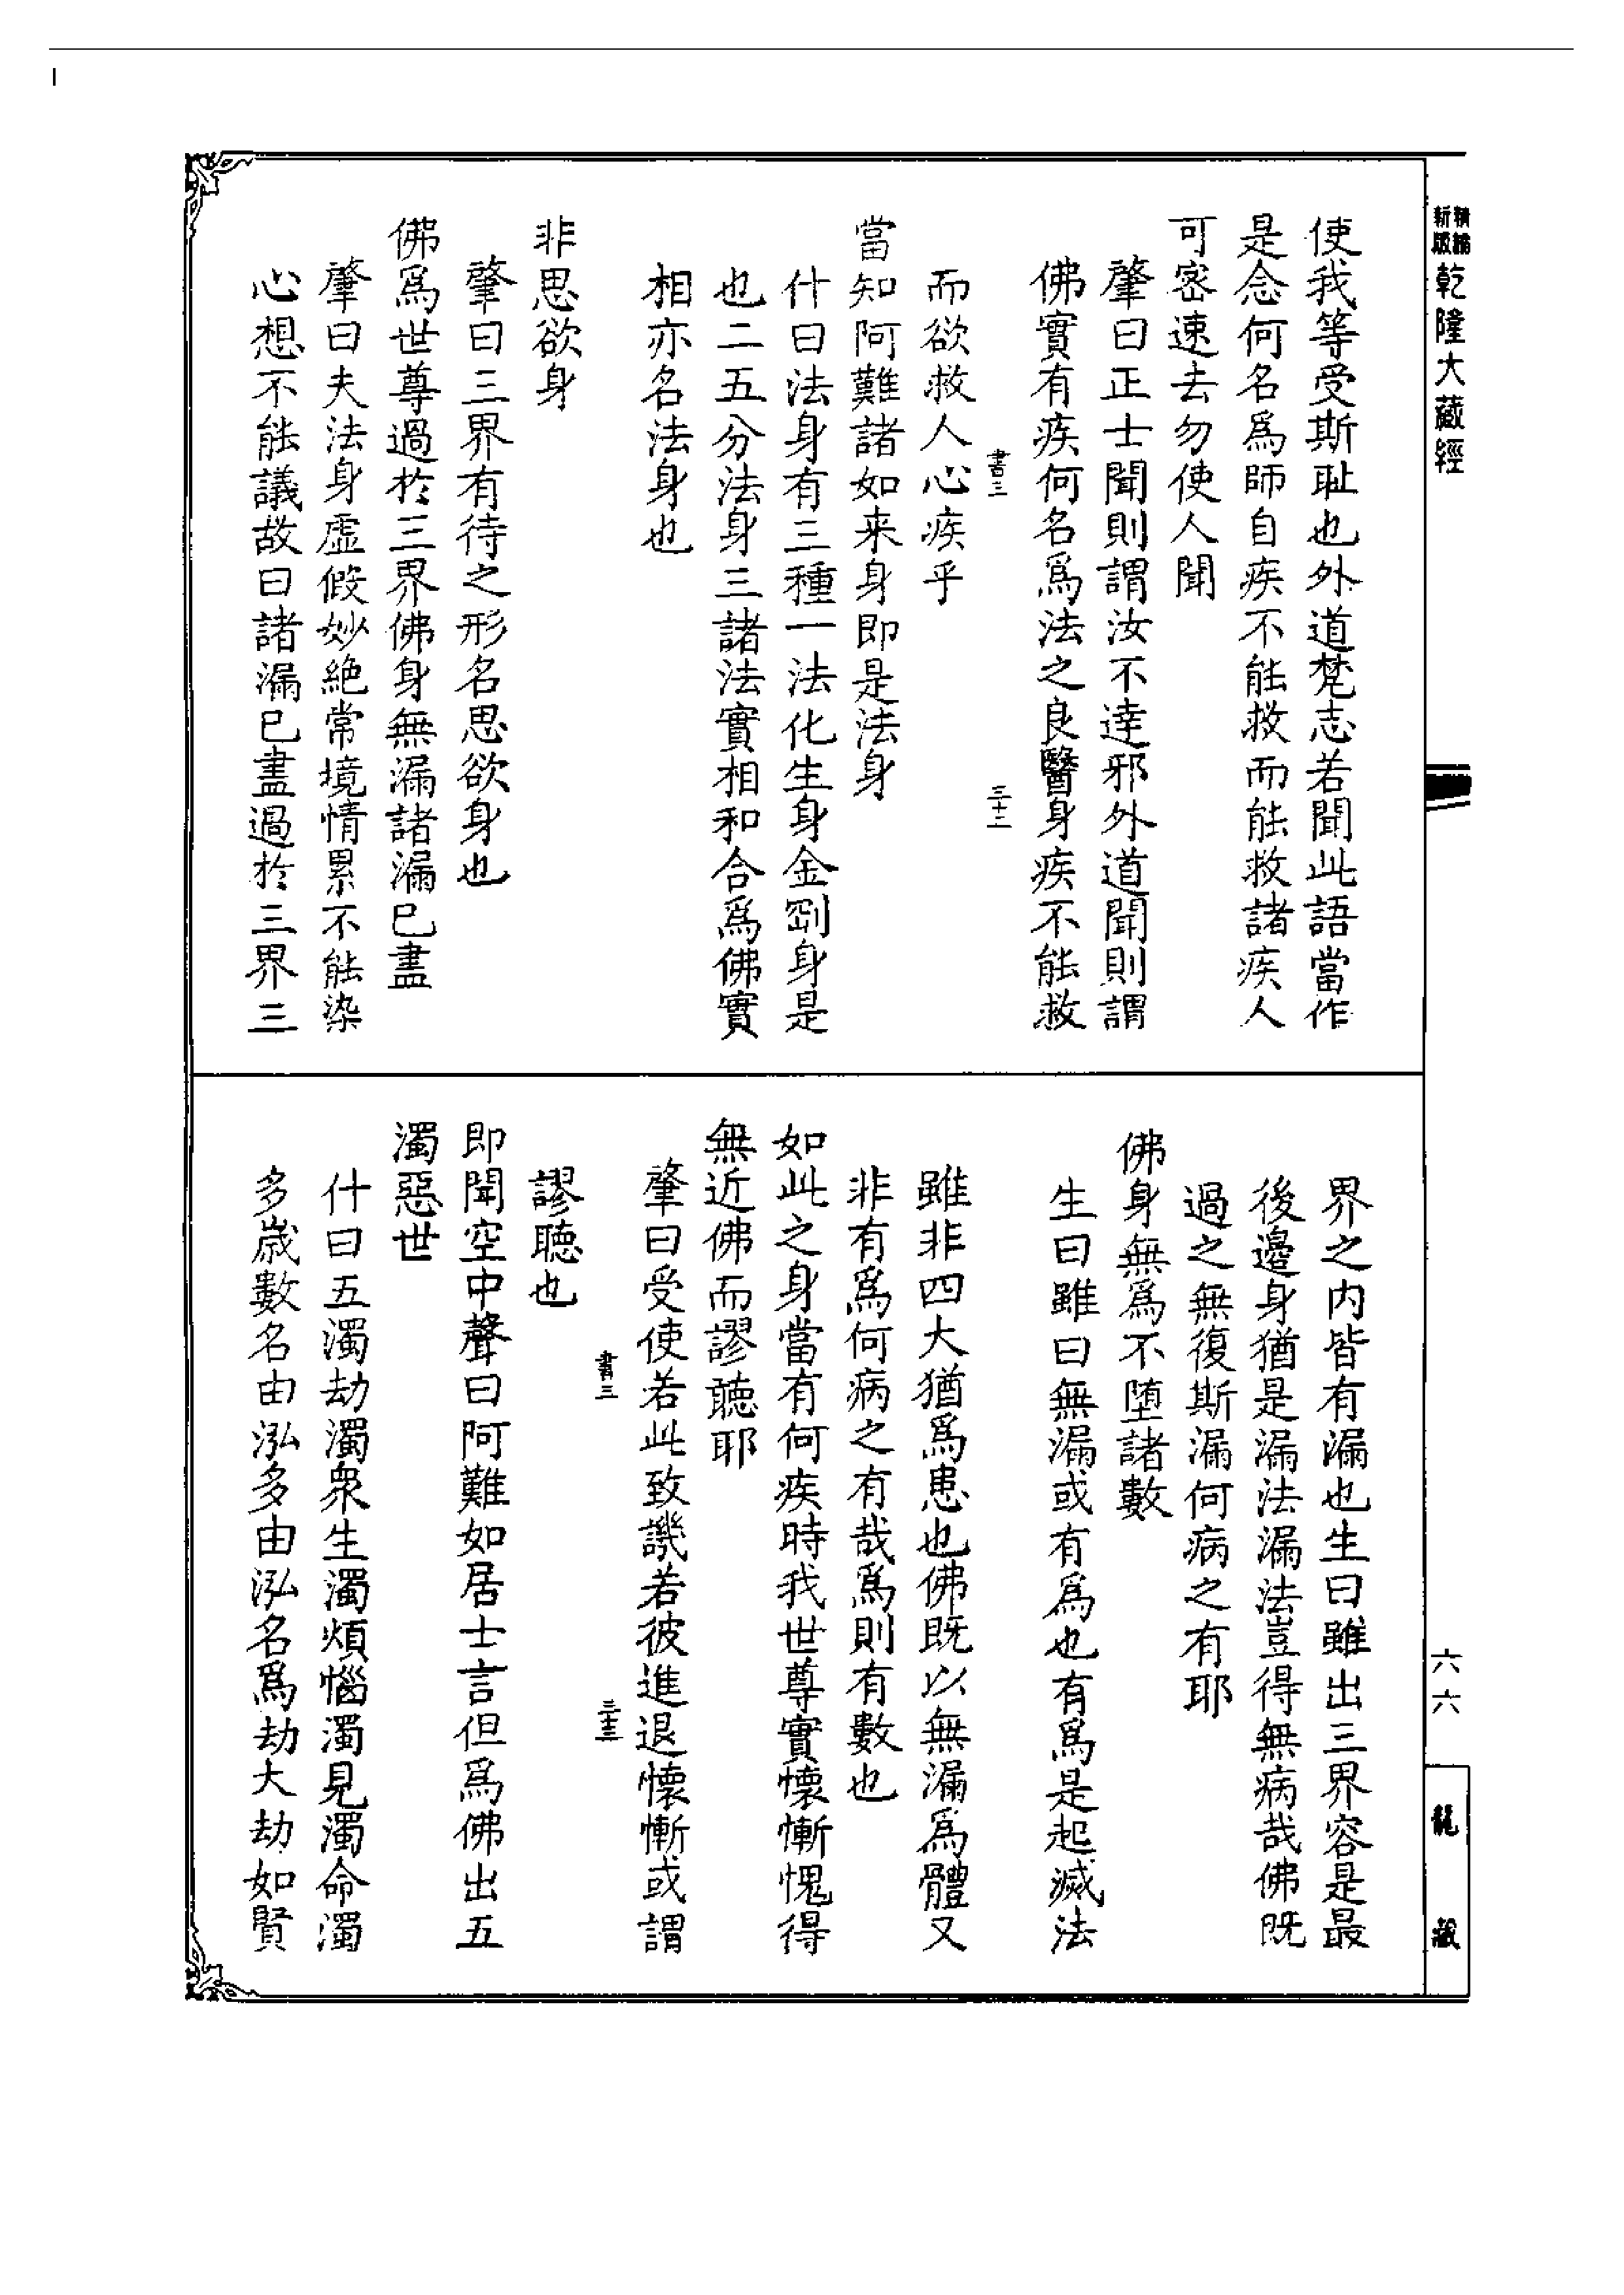 精縮新版乾隆大藏經
使我等受斯耻也外道梵志若聞此語當作
是念何名爲師自疾不能救而能救諸疾人
可密速去勿使人聞
肇曰正士聞則謂汝不達邪外道聞則謂
佛實有疾何名爲法之良醫身疾不能救
書三 三十二
而欲救人心疾乎
當知阿難諸如来身即是法身
什曰法身有三種一法化生身金剛身是
也二五分法身三諸法實相和合爲佛實
相亦名法身也
非思欲身
肇曰三界有待之形名思欲身也
佛爲世尊過於三界佛身無漏諸漏已盡
肇曰夫法身虛假妙絶常境情累不能染
心想不能議故曰諸漏已盡過於三界三
界之内皆有漏也生曰雖出三界容是最
後邊身猶是漏法漏法豈得無病哉佛既
過之無復斯漏何病之有耶
佛身無爲不墮諸數
生曰雖曰無漏或有爲也有爲是起滅法
雖非四大猶爲患也佛既以無漏爲體又
非有爲何病之有哉爲則有數也
如此之身當有何疾時我世尊實懷慚愧得
無近佛而謬聽耶
肇曰受使若此致譏若彼進退懷慚或謂
書三 三十三
謬聽也
即聞空中聲曰阿難如居士言但爲佛出五
濁惡世
什曰五濁劫濁衆生濁煩惱濁見濁命濁
多歲數名由泓多由泓名爲劫大劫如賢
六六
龍藏